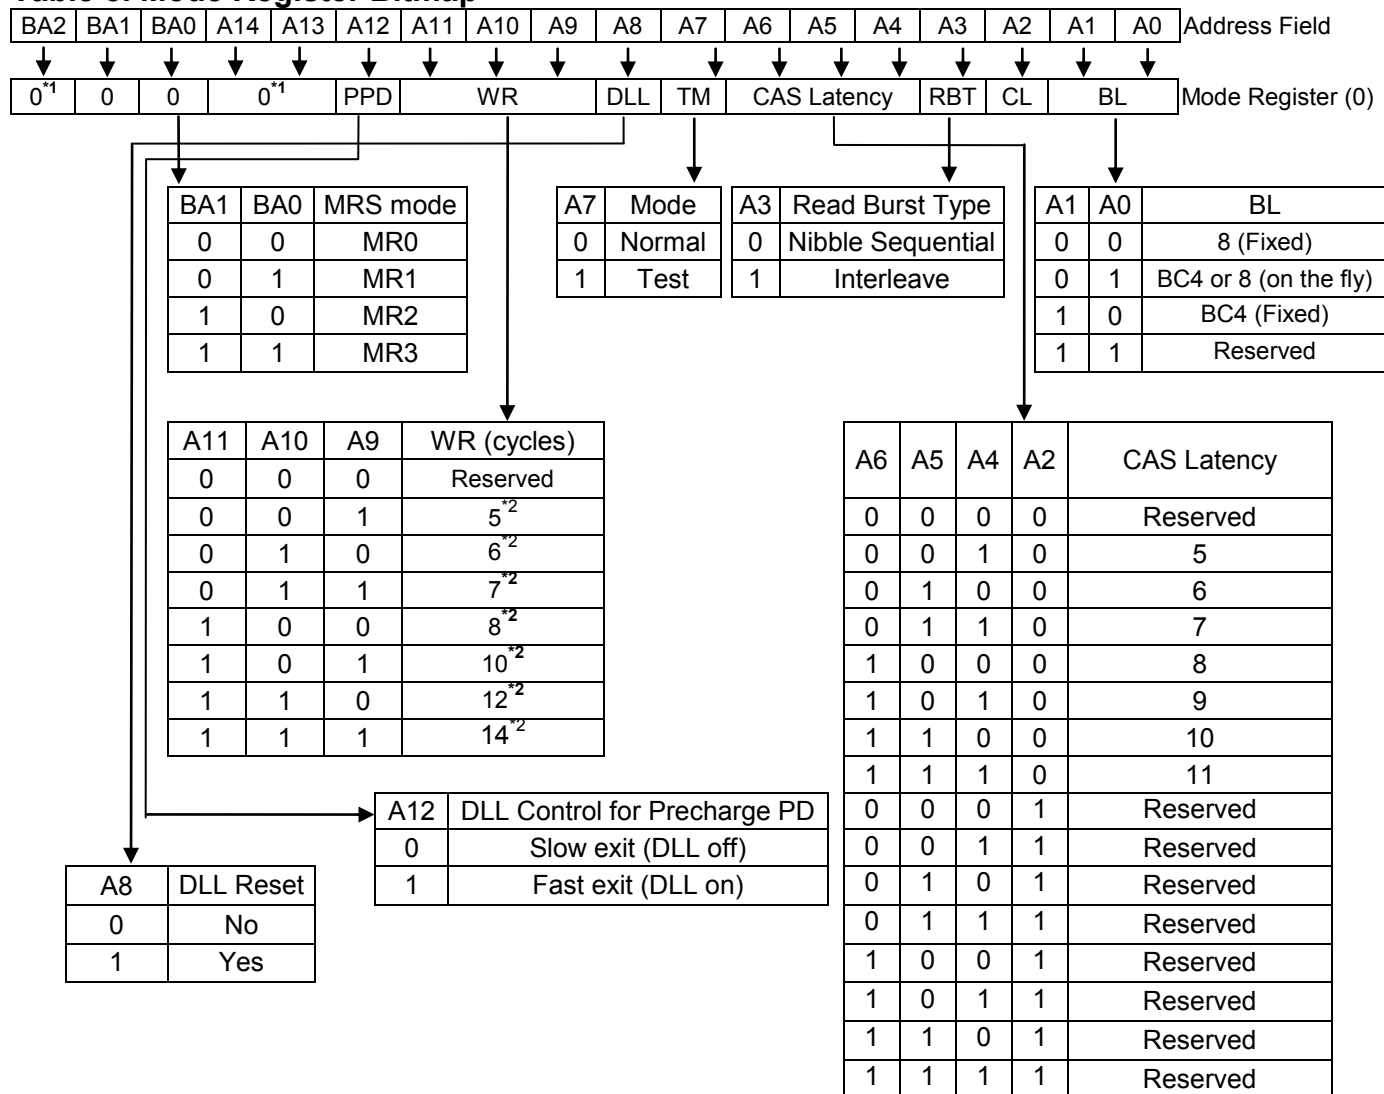 Table 6. Mode Register Bitmap
BA2 BA1 BA0 A14 A13 A12 A11 A10 A9 A8 A7 A6 A5 A4 A3 A2 A1 A0 Address Field
0*1 0 0 0*1 PPD WR DLL TM CAS Latency RBT CL BL Mode Register (0)
BA1 BA0 MRS mode
0 0 MR0
0 1 MR1
1 0 MR2
1 1 MR3
A7 Mode
0 Normal
1 Test
A3 Read Burst Type
0 Nibble Sequential
1 Interleave
A1 A0 BL
0 0 8 (Fixed)
0 1 BC4 or 8 (on the fly)
1 0 BC4 (Fixed)
1 1 Reserved
A11 A10 A9 WR (cycles)
0 0 0 Reserved
0 0 1 5*2
0 1 0 6*2
0 1 1 7*2
1 0 0 8*2
1 0 1 10*2
1 1 0 12*2
1 1 1 14*2
A6 A5 A4 A2 CAS Latency
0 0 0 0 Reserved
0 0 1 0 5
0 1 0 0 6
0 1 1 0 7
1 0 0 0 8
1 0 1 0 9
1 1 0 0 10
1 1 1 0 11
0 0 0 1 Reserved
0 0 1 1 Reserved
0 1 0 1 Reserved
0 1 1 1 Reserved
1 0 0 1 Reserved
1 0 1 1 Reserved
1 1 0 1 Reserved
1 1 1 1 Reserved
A12 DLL Control for Precharge PD
0 Slow exit (DLL off)
1 Fast exit (DLL on)
A8 DLL Reset
0 No
1 Yes